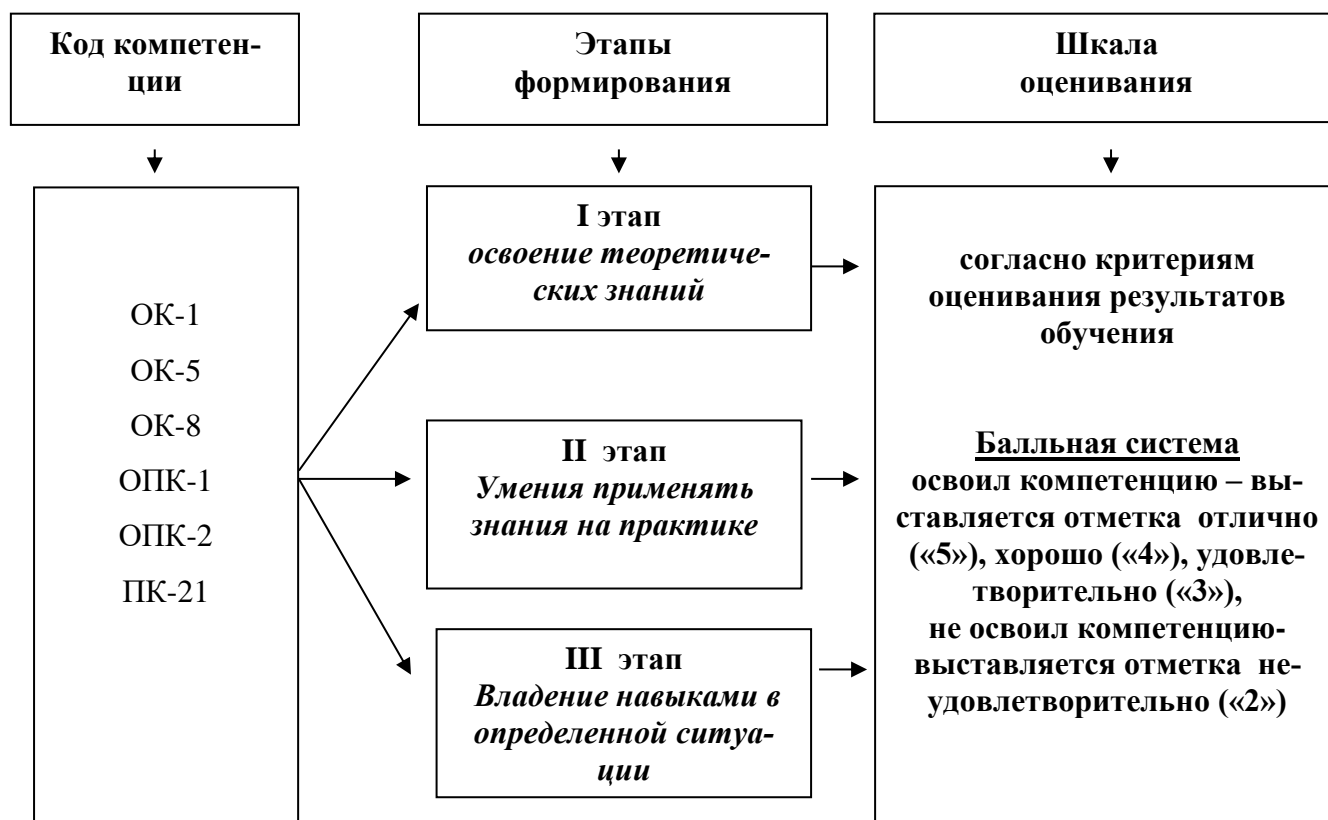 Код компетен-
ции
Этапы
формирования
Шкала
оценивания
ОК-1
ОК-5
ОК-8
ОПК-1
ОПК-2
ПК-21
I этап
освоение теоретиче-
ских знаний
II этап
Умения применять
знания на практике
III этап
Владение навыками в
определенной ситуа-
ции
согласно критериям
оценивания результатов
обучения
Балльная система
освоил компетенцию – вы-
ставляется отметка отлично
(«5»), хорошо («4»), удовле-
творительно («3»),
не освоил компетенцию-
выставляется отметка не-
удовлетворительно («2»)